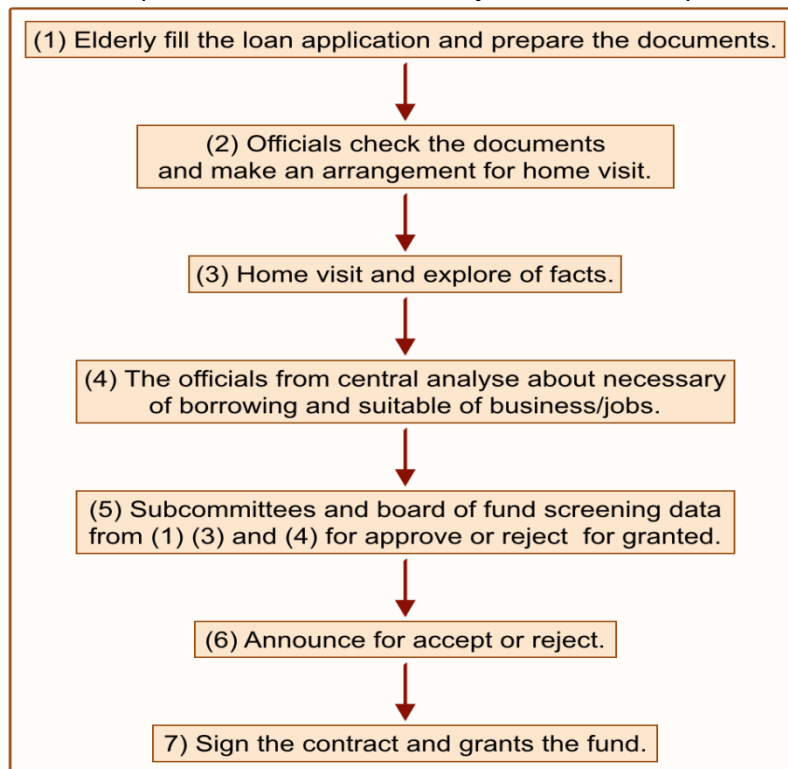 (1) Elderly fill the loan application and prepare the documents.
(2) Officials check the documents
and make an arrangement for home visit.
(3) Home visit and explore of facts.
(4) The officials from central analyse about necessary
of borrowing and suitable of business/jobs.
(5) Subcommittees and board of fund screening data
from (1) (3) and (4) for approve or reject for granted.
(6) Announce for accept or reject.
7) Sign the contract and grants the fund.